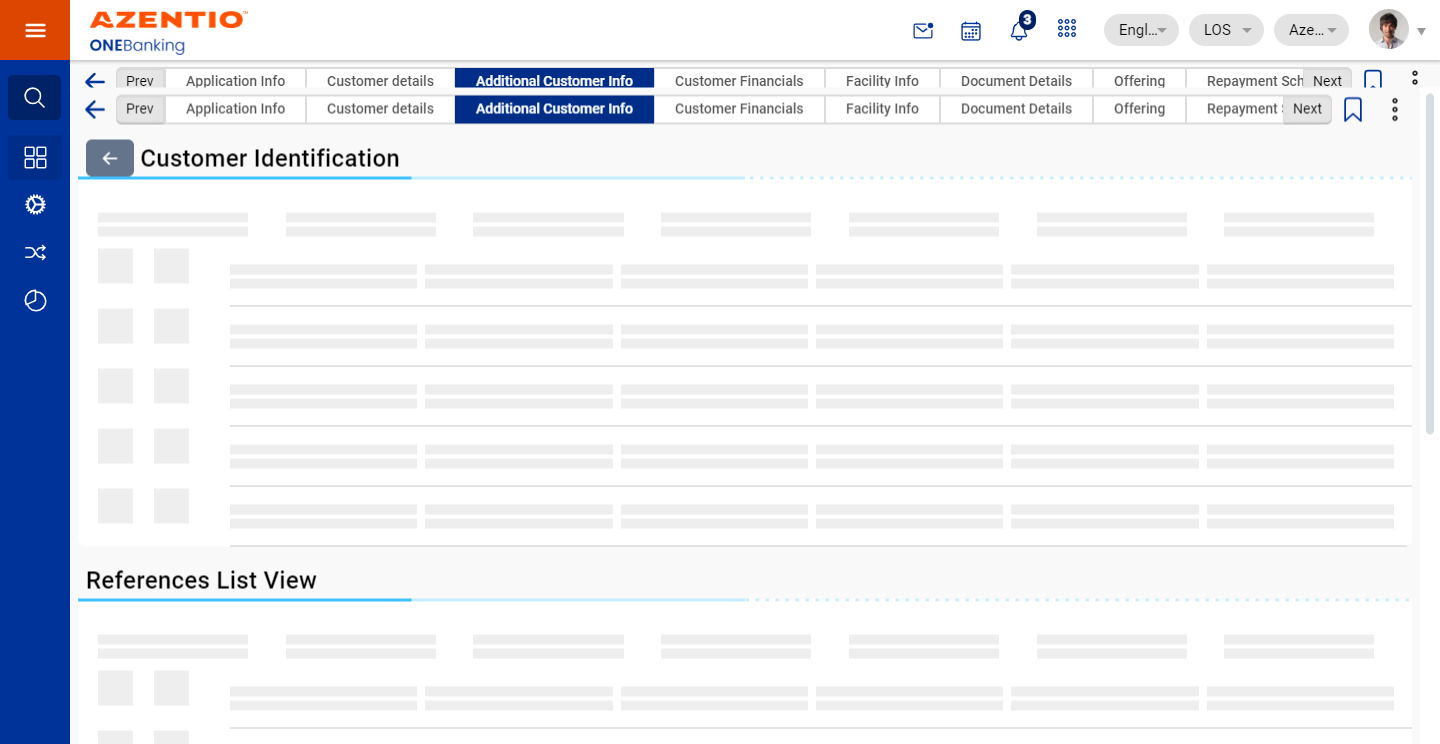 AZENTIO™
ONEBanking
3
Engl...
LOS
Aze...
Prev Application Info Customer details Additional Customer Info Customer Financials Facility Info Document Details Offering Repayment Sch Next
Prev Application Info Customer details Additional Customer Info Customer Financials Facility Info Document Details Offering Repayment Next
Customer Identification
References List View